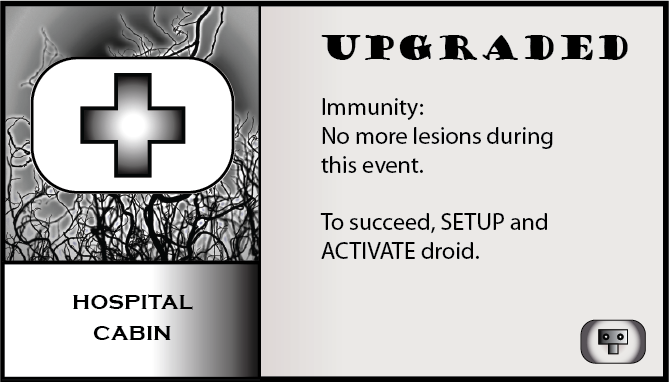 UPGRADED
Immunity:
No more lesions during
this event.
To succeed, SETUP and
ACTIVATE droid.
HOSPITAL
CABIN